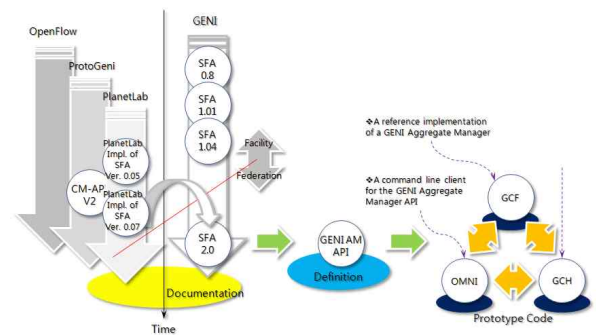 GENI
OpenFlow
ProtoGeni
PlanetLab
SFA
0.8
SFA
1.01
SFA
1.04
PlanetLab
Impl. of
SFA
Ver. 0.05
CM-AP
V2
PlanetLab
Impl. of
SFA
Ver. 0.07
Facility
Federation
SFA
2.0
Documentation
Time
GENI AM
API
Definition
❖A reference implementation
of a GENI Aggregate Manager
❖A command line client
for the GENI Aggregate
Manager API
GCF
OMNI
GCH
Prototype Code